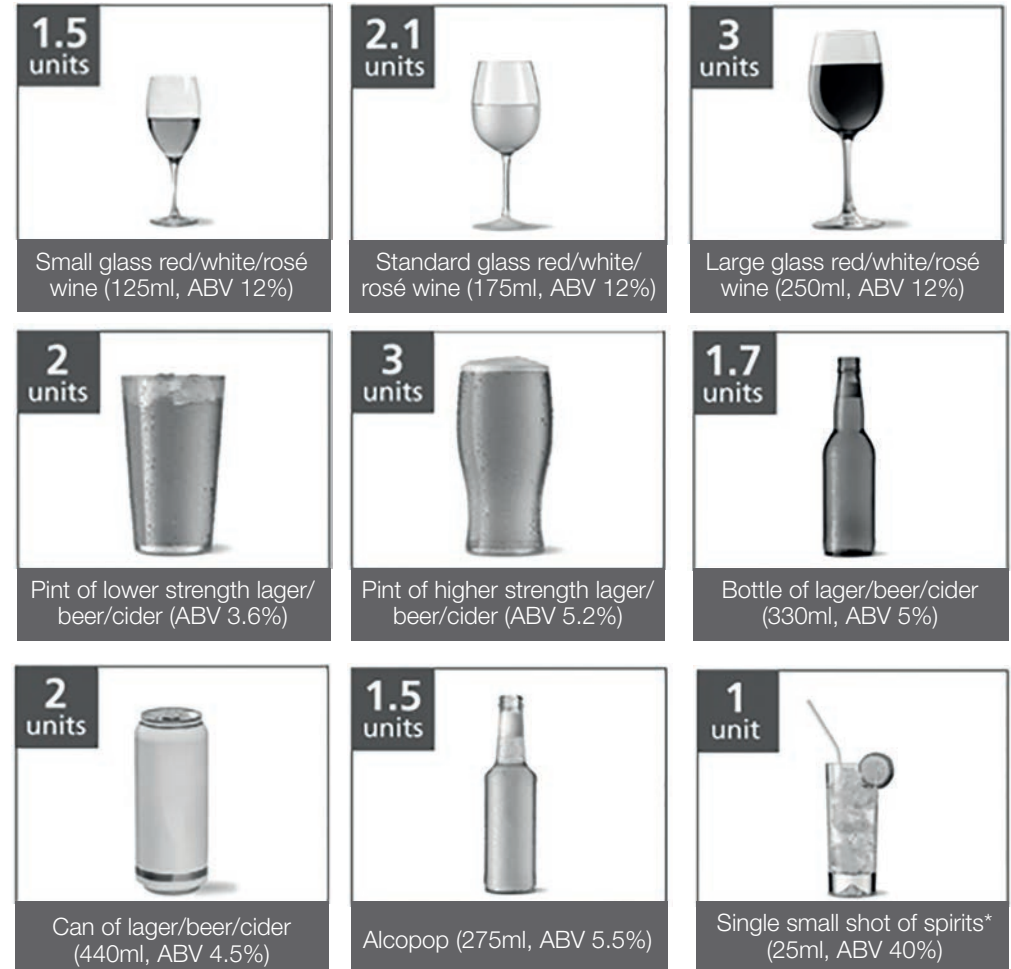 1.5
units
Small glass red/white/rosé
wine (125ml, ABV 12%)
2.1
units
Standard glass red/white/
rosé wine (175ml, ABV 12%)
3
units
Large glass red/white/rosé
wine (250ml, ABV 12%)
2
units
Pint of lower strength lager/
beer/cider (ABV 3.6%)
3
units
Pint of higher strength lager/
beer/cider (ABV 5.2%)
1.7
units
Bottle of lager/beer/cider
(330ml, ABV 5%)
2
units
Can of lager/beer/cider
(440ml, ABV 4.5%)
1.5
units
Alcopop (275ml, ABV 5.5%)
1
unit
Single small shot of spirits*
(25ml, ABV 40%)